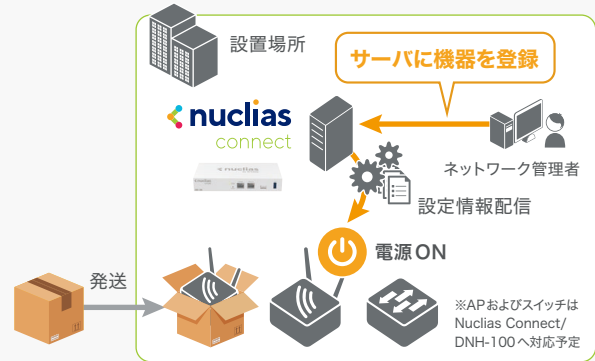 設置場所
サーバに機器を登録
nuclias
connect
ネットワーク管理者
設定情報配信
電源ON
発送
※APおよびスイッチは
Nuclias Connect/
DNH-100へ対応予定
nuclias